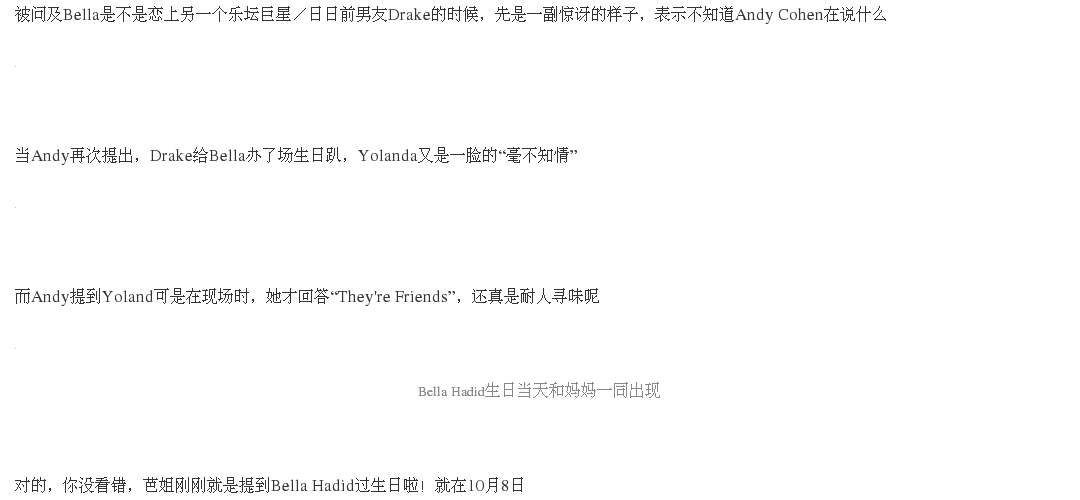 被问及Bella是不是恋上另一个乐坛巨星／日日前男友Drake的时候，先是一副惊讶的样子，表示不知道Andy Cohen在说什么
当Andy再次提出，Drake给Bella办了场生日趴，Yolanda又是一脸的“毫不知情”
而Andy提到Yoland可是在现场时，她才回答“They're Friends”，还真是耐人寻味呢
Bella Hadid生日当天和妈妈一同出现
对的，你没看错，芭姐刚刚就是提到Bella Hadid过生日啦！就在10月8日